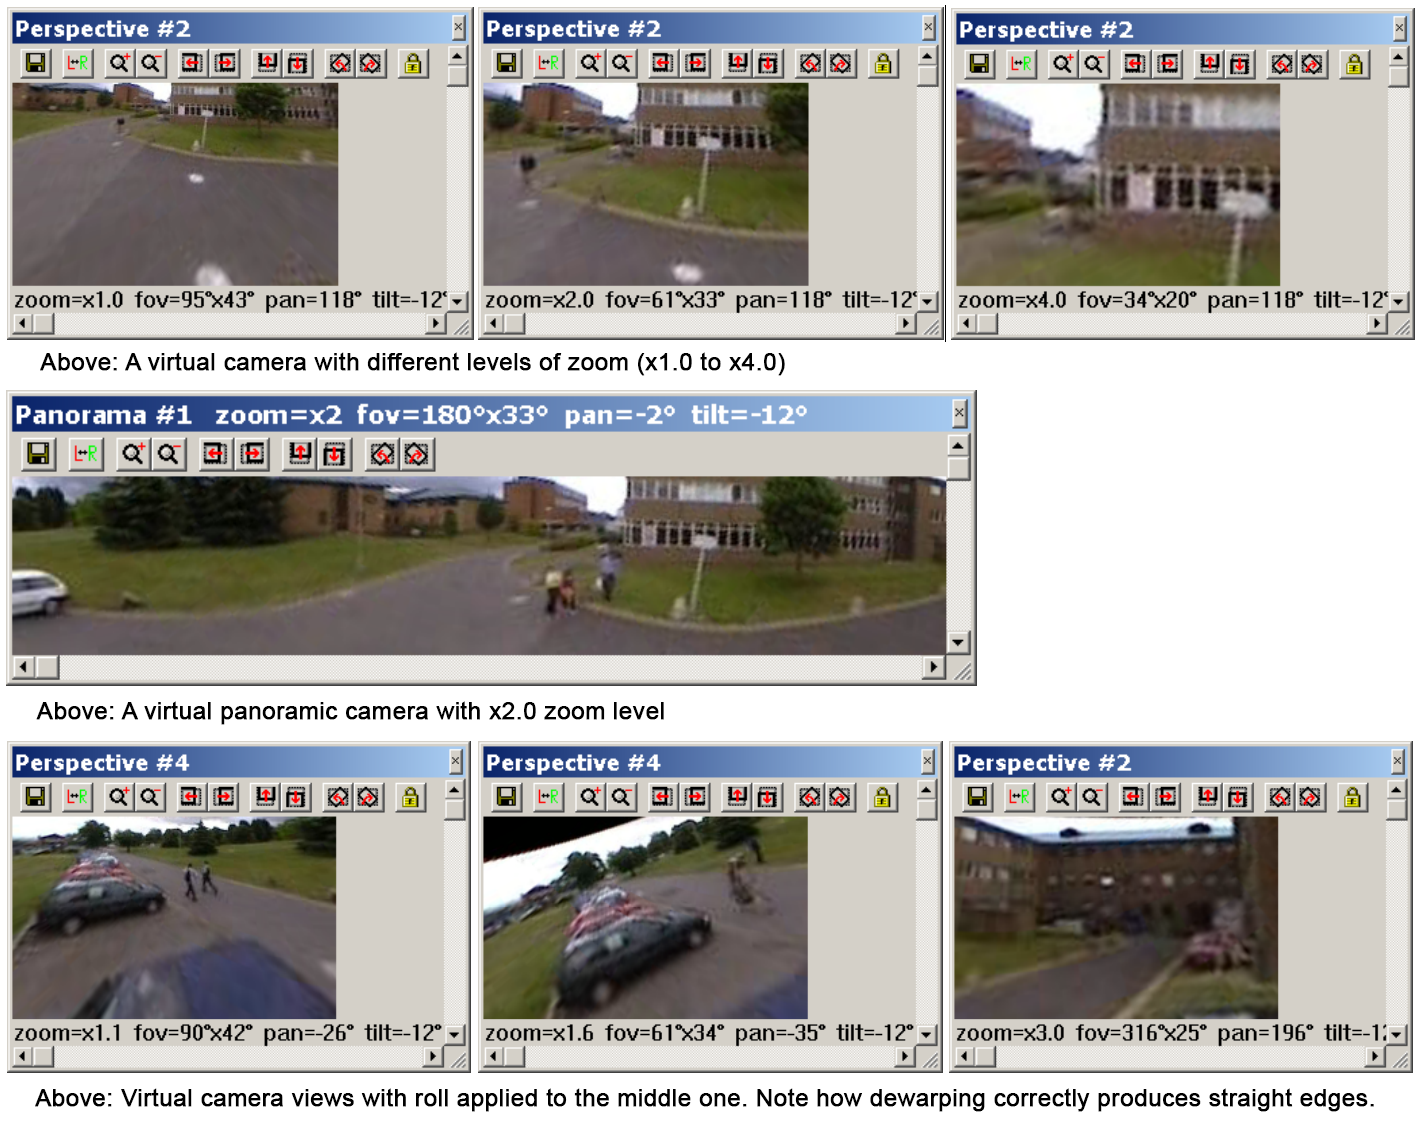 Perspective #2
Perspective #2
Perspective #2
L↔R
L↔R
L↔R
zoom=x1.0 fov=95°x43° pan=118° tilt=-12°
zoom=x2.0 fov=61°x33° pan=118° tilt=-12°
zoom=x4.0 fov=34°x20° pan=118° tilt=-12°
Above: A virtual camera with different levels of zoom (x1.0 to x4.0)
Panorama #1 zoom=x2 fov=180°x33° pan=-2° tilt=-12°
L↔R
Above: A virtual panoramic camera with x2.0 zoom level
Perspective #4
Perspective #4
Perspective #2
L↔R
L↔R
L↔R
zoom=x1.1 fov=90°x42° pan=-26° tilt=-12°
zoom=x1.6 fov=61°x34° pan=-35° tilt=-12°
zoom=x3.0 fov=316°x25° pan=196° tilt=-12
Above: Virtual camera views with roll applied to the middle one. Note how dewarping correctly produces straight edges.